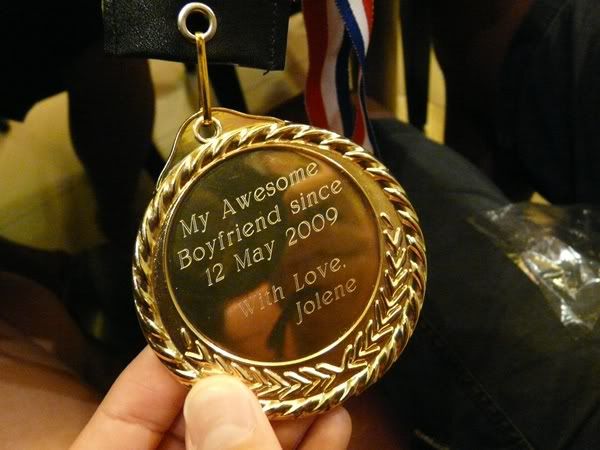 My Awesome
Boyfriend since
12 May 2009
With Love,
Jolene